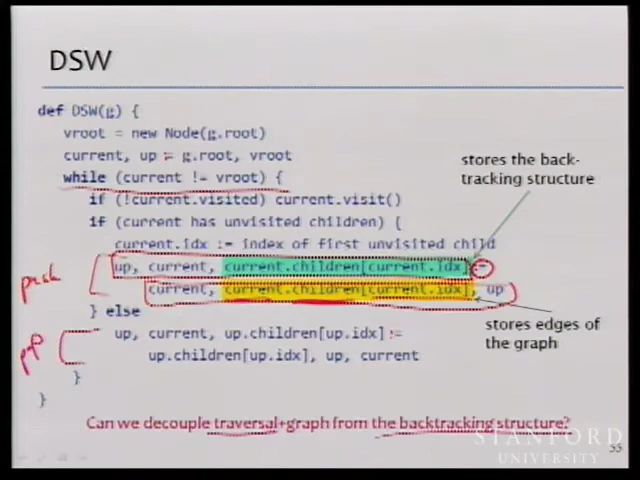 DSW
def DSW(g) {
vroot = new Node(g.root)
current, up := g.root, vroot
while (current != vroot) {
stores the back-
tracking structure
if (!current.visited) current.visit()
if (current has unvisited children) {
current.idx := index of first unvisited child
up, current, current.children[current.idx] :=
push
current, current.children[current.idx], up
} else
stores edges of
the graph
pop
up, current, up.children[up.idx] :=
up.children[up.idx], up, current
}
}
Can we decouple traversal+graph from the backtracking structure?
STANFORD
UNIVERSITY
55